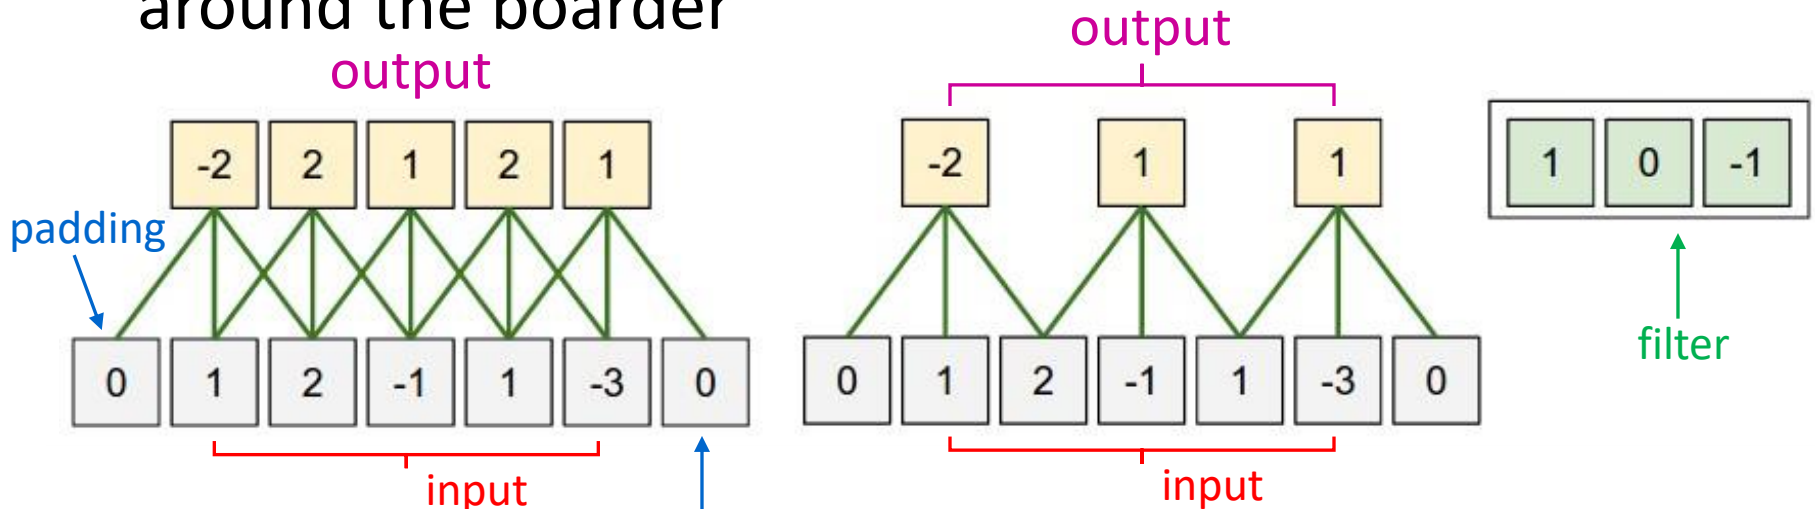 around the boarder
output
output
-2 2 1 2 1
-2 1 1
1 0 -1
padding
filter
0 1 2 -1 1 -3 0
0 1 2 -1 1 -3 0
input
input